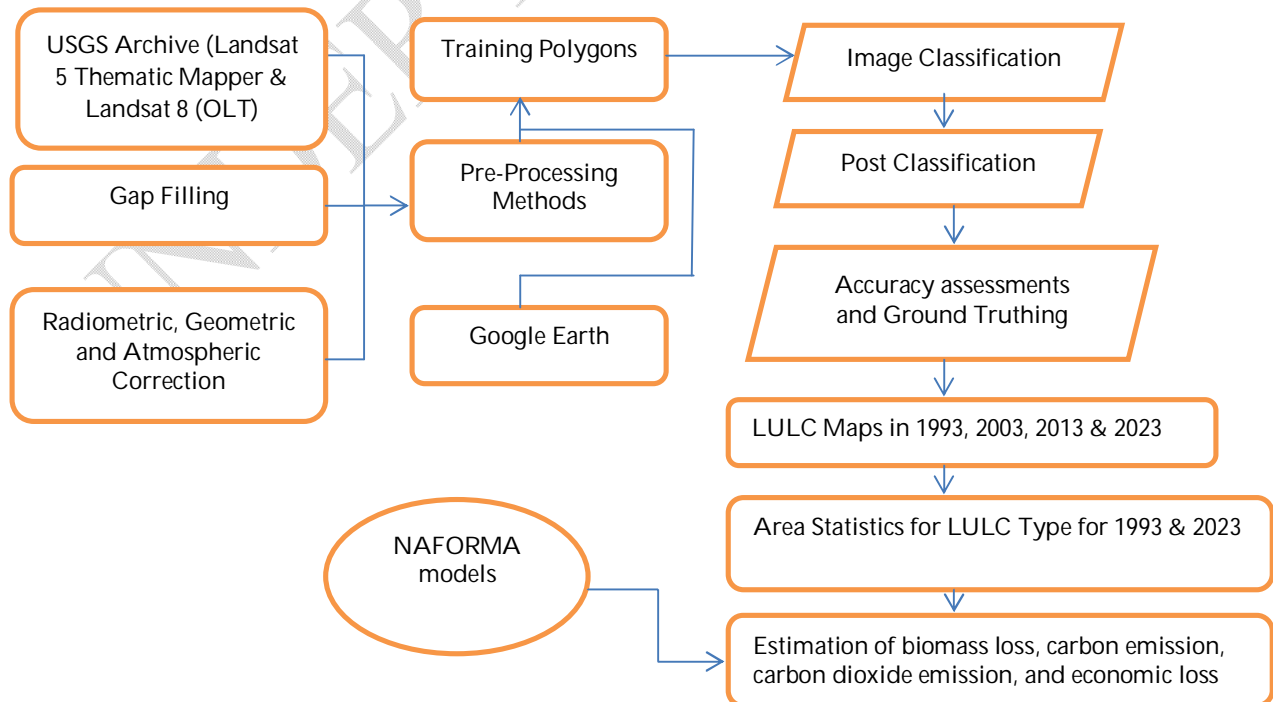 USGS Archive (Landsat
5 Thematic Mapper &
Landsat 8 (OLT)
Training Polygons
Image Classification
Gap Filling
Pre-Processing
Methods
Post Classification
Radiometric, Geometric
and Atmospheric
Correction
Google Earth
Accuracy assessments
and Ground Truthing
LULC Maps in 1993, 2003, 2013 & 2023
Area Statistics for LULC Type for 1993 & 2023
NAFORMA
models
Estimation of biomass loss, carbon emission,
carbon dioxide emission, and economic loss